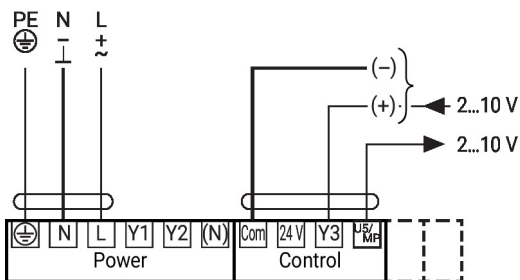 PE N L
- +
⊥ ~
(-)
(+) 2...10 V
2...10 V
N L Y1 Y2 (N) Com 24 V Y3 U5/MP
Power Control